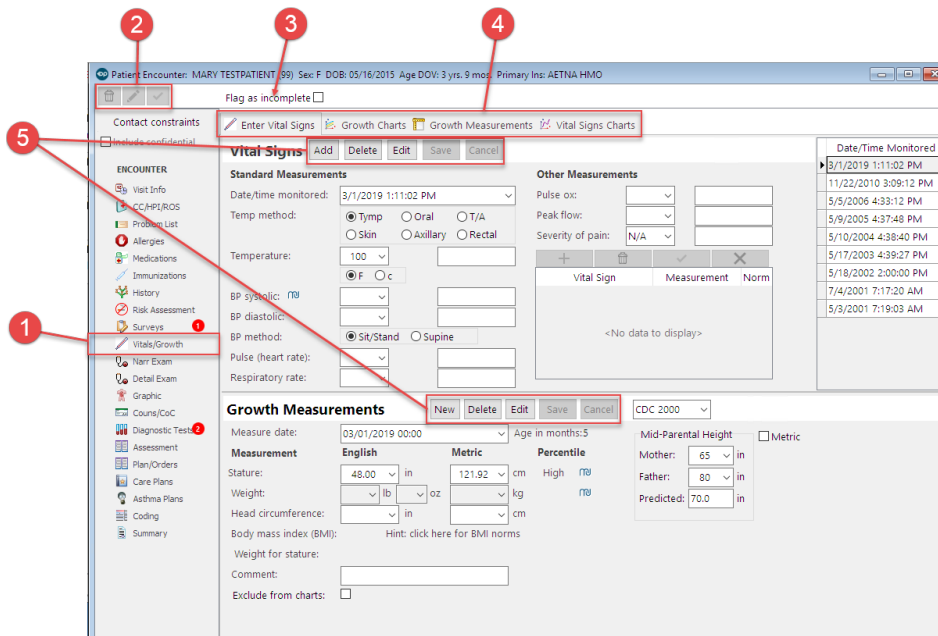 2
3
4
Patient Encounter: MARY TESTPATIENT (99) Sex: F DOB: 05/16/2015 Age DOV: 3 yrs. 9 mos. Primary Ins: AETNA HMO
Flag as incomplete
Contact constraints
Include confidential
Enter Vital Signs Growth Charts Growth Measurements Vital Signs Charts
5
ENCOUNTER
Visit Info
CC/HPI/ROS
Problem List
Allergies
Medications
Immunizations
History
Risk Assessment
Surveys 1
1
Vitals/Growth
Narr Exam
Detail Exam
Graphic
Couns/CoC
Diagnostic Tests 2
Assessment
Plan/Orders
Care Plans
Asthma Plans
Coding
Summary
Vital Signs Add Delete Edit Save Cancel
Standard Measurements
Date/time monitored: 3/1/2019 1:11:02 PM
Temp method: Tymp Oral T/A
Skin Axillary Rectal
Temperature: 100
F c
BP systolic:
BP diastolic:
BP method: Sit/Stand Supine
Pulse (heart rate):
Respiratory rate:
Other Measurements
Pulse ox:
Peak flow:
Severity of pain: N/A
Vital Sign Measurement Norm
<No data to display>
Date/Time Monitored
3/1/2019 1:11:02 PM
11/22/2010 3:09:12 PM
5/5/2006 4:33:12 PM
5/9/2005 4:37:48 PM
5/10/2004 4:38:40 PM
5/17/2003 4:39:27 PM
5/18/2002 2:00:00 PM
7/4/2001 7:17:20 AM
5/3/2001 7:19:03 AM
Growth Measurements New Delete Edit Save Cancel CDC 2000
Measure date: 03/01/2019 00:00 Age in months:5
Measurement English Metric Percentile
Stature: 48.00 in 121.92 cm High
Weight: lb oz kg
Head circumference: in cm
Body mass index (BMI): Hint: click here for BMI norms
Weight for stature:
Comment:
Exclude from charts:
Mid-Parental Height Metric
Mother: 65 in
Father: 80 in
Predicted: 70.0 in